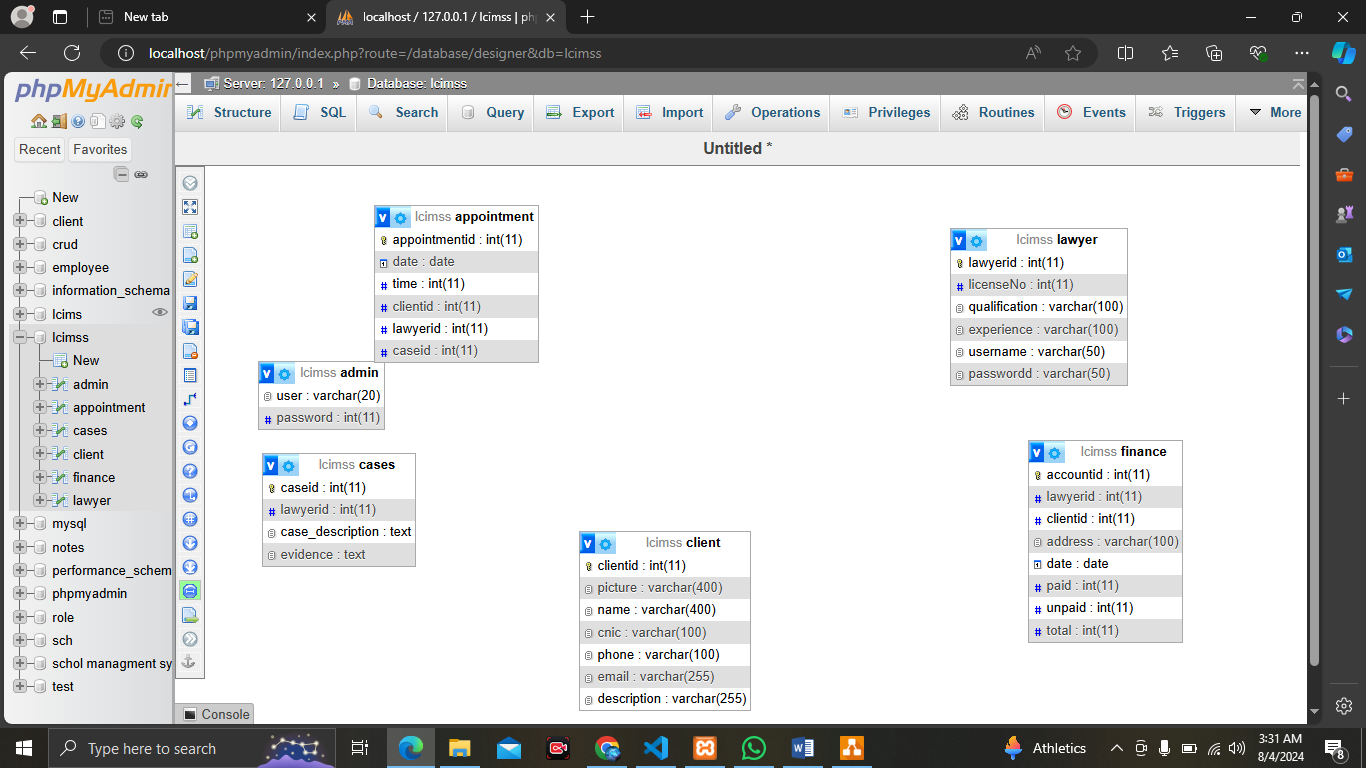 New tab
localhost / 127.0.0.1 / lcimss | ph
localhost/phpmyadmin/index.php?route=/database/designer&db=lcimss
phpMyAdmin
Recent
Favorites
New
client
crud
employee
information_schema
lcims
lcimss
New
admin
appointment
cases
client
finance
lawyer
mysql
notes
performance_schem
phpmyadmin
role
sch
schol managment sy
test
Server: 127.0.0.1 » Database: lcimss
Structure
SQL
Search
Query
Export
Import
Operations
Privileges
Routines
Events
Triggers
More
Untitled *
lcimss appointment
appointmentid : int(11)
date : date
time : int(11)
clientid : int(11)
lawyerid : int(11)
caseid : int(11)
lcimss admin
user : varchar(20)
password : int(11)
lcimss cases
caseid : int(11)
lawyerid : int(11)
case_description : text
evidence : text
lcimss client
clientid : int(11)
picture : varchar(400)
name : varchar(400)
cnic : varchar(100)
phone : varchar(100)
email : varchar(255)
description : varchar(255)
lcimss lawyer
lawyerid : int(11)
licenseNo : int(11)
qualification : varchar(100)
experience : varchar(100)
username : varchar(50)
passwordd : varchar(50)
lcimss finance
accountid : int(11)
lawyerid : int(11)
clientid : int(11)
address : varchar(100)
date : date
paid : int(11)
unpaid : int(11)
total : int(11)
Console
Type here to search
Athletics
3:31 AM
8/4/2024
8